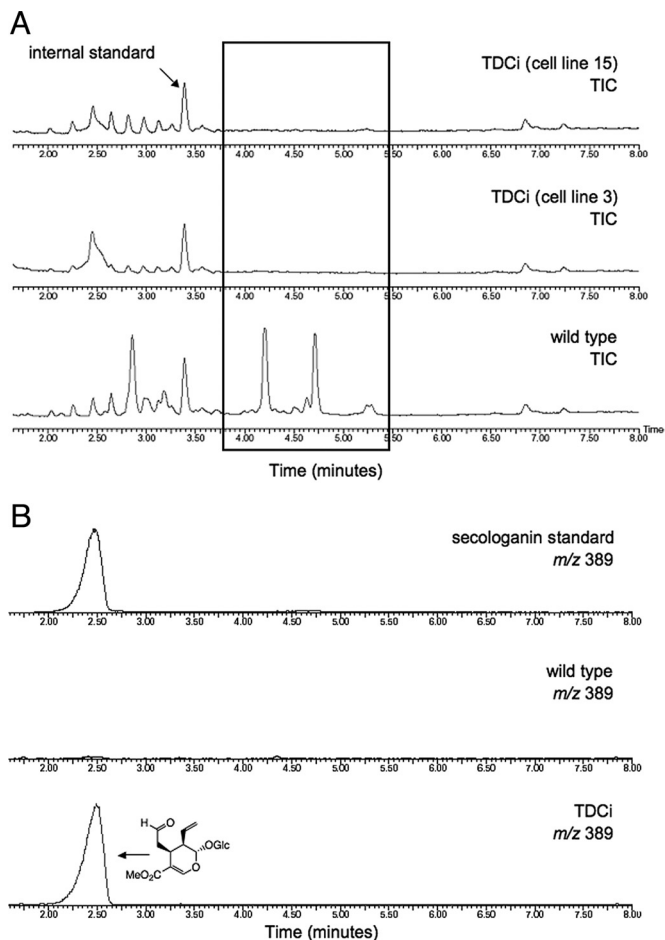 A
internal standard
TDCi (cell line 15)
TIC
2.00 2.50 3.00 3.50 4.00 4.50 5.00 5.50 6.00 6.50 7.00 7.50 8.00
TDCi (cell line 3)
TIC
2.00 2.50 3.00 3.50 4.00 4.50 5.00 5.50 6.00 6.50 7.00 7.50 8.00
wild type
TIC
2.00 2.50 3.00 3.50 4.00 4.50 5.00 5.50 6.00 6.50 7.00 7.50 8.00 Time
Time (minutes)
B
secologanin standard
m/z 389
2.00 2.50 3.00 3.50 4.00 4.50 5.00 5.50 6.00 6.50 7.00 7.50 8.00
wild type
m/z 389
2.00 2.50 3.00 3.50 4.00 4.50 5.00 5.50 6.00 6.50 7.00 7.50 8.00
TDCi
m/z 389
H O
OGlc
MeO₂C O
2.00 2.50 3.00 3.50 4.00 4.50 5.00 5.50 6.00 6.50 7.00 7.50 8.00
Time (minutes)